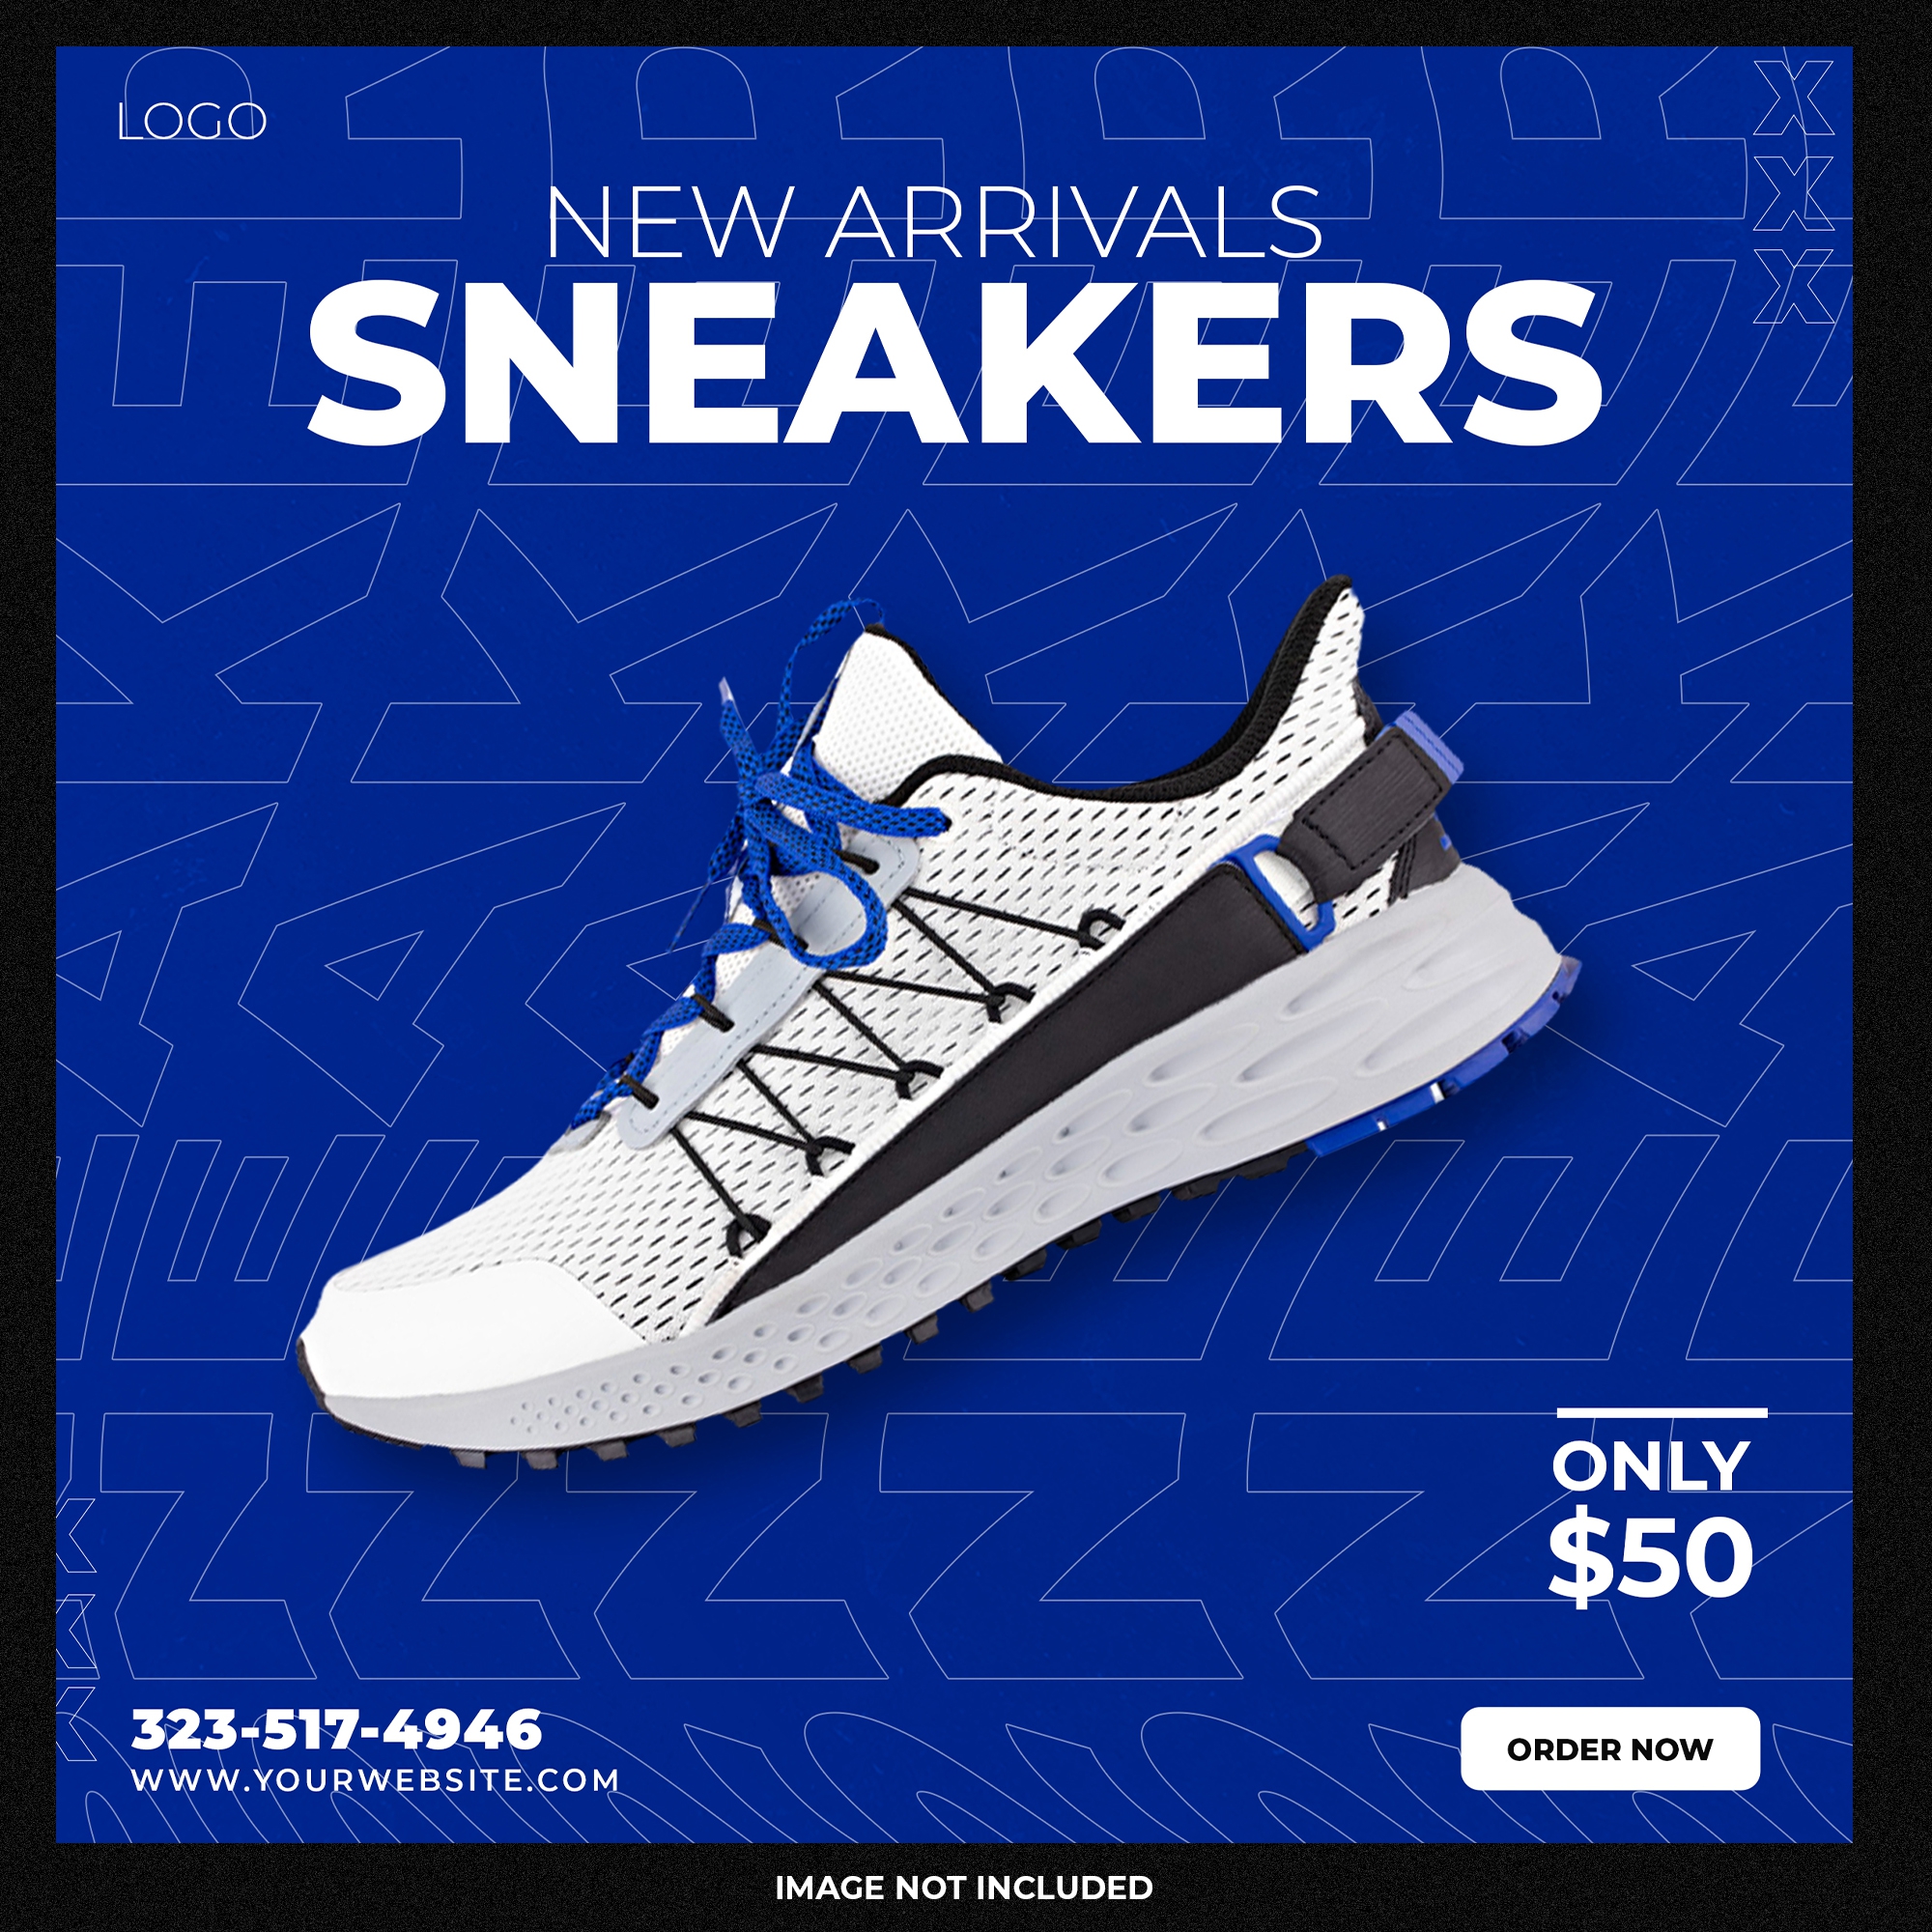 LOGO
X
X
X
NEW ARRIVALS
SNEAKERS
ONLY
$50
323-517-4946
WWW.YOURWEBSITE.COM
ORDER NOW
IMAGE NOT INCLUDED